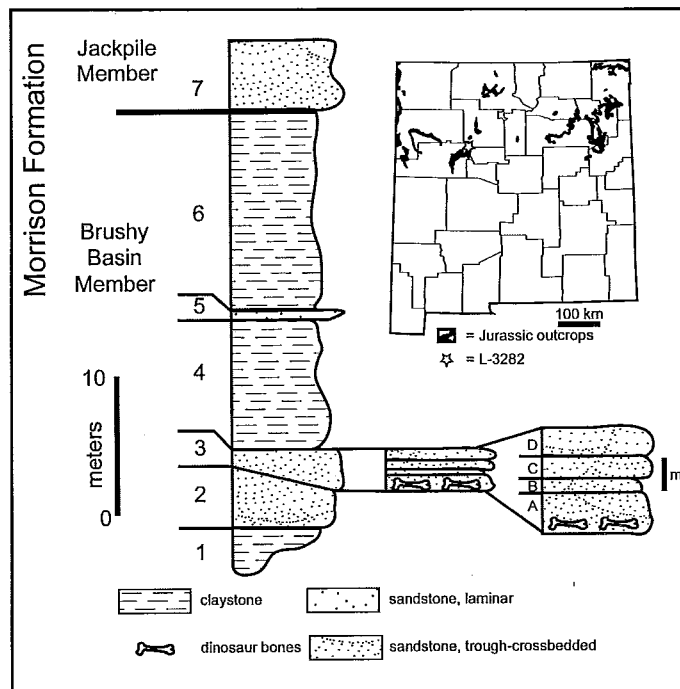 Morrison Formation
Jackpile
Member
7
6
Brushy
Basin
Member
5
4
3
2
1
10
meters
0
100 km
= Jurassic outcrops
= L-3282
D
C
B
A
m
claystone
sandstone, laminar
dinosaur bones
sandstone, trough-crossbedded